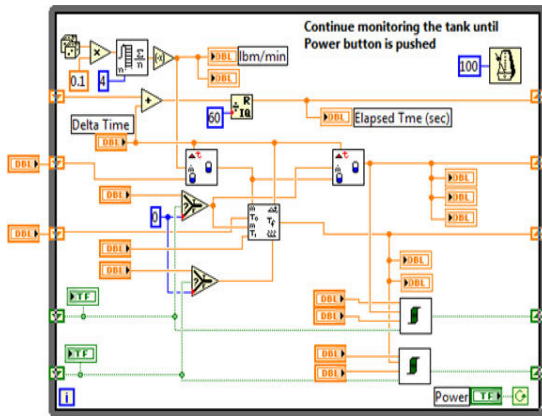 Continue monitoring the tank until
Power button is pushed
0.1
4
DBL
lbm/min
DBL
100
60
R
IQ
DBL
Elapsed Tme (sec)
Delta Time
DBL
DBL
DBL
DBL
DBL
DBL
0
DBL
DBL
DBL
DBL
DBL
DBL
TF
DBL
DBL
TF
DBL
DBL
i
Power
TF